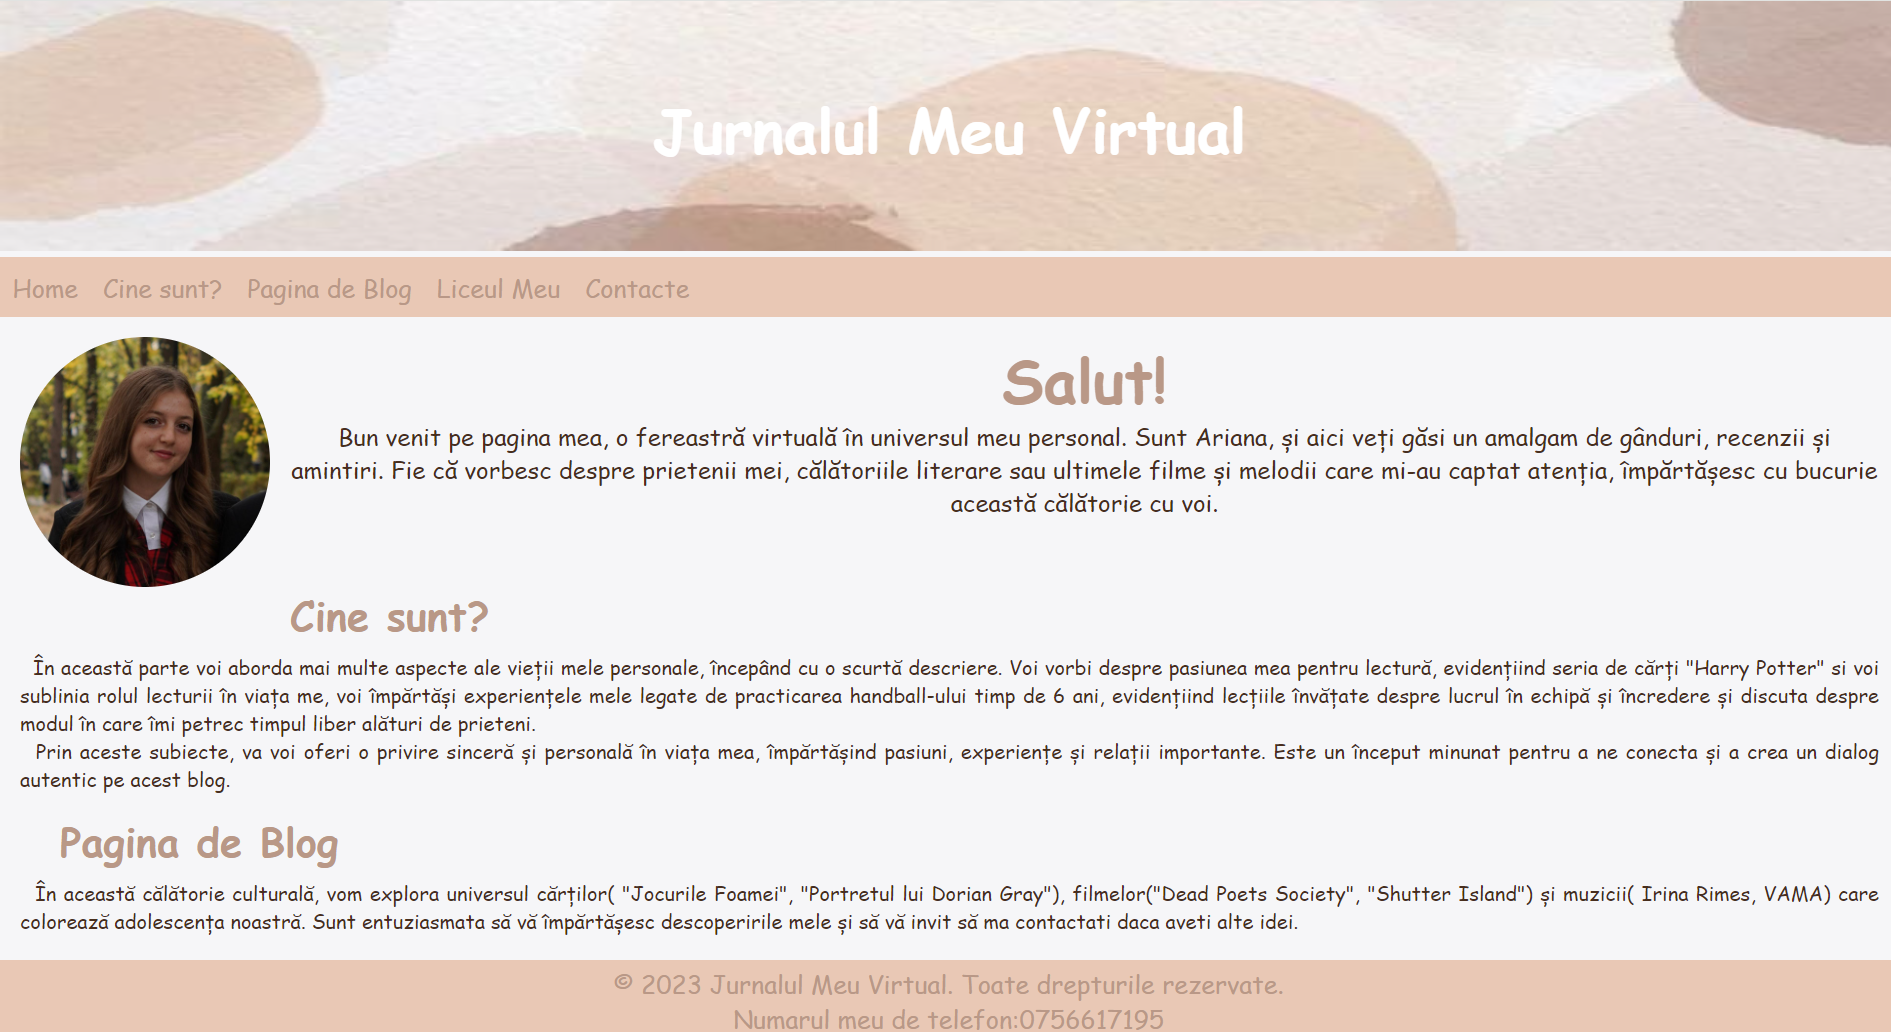 Jurnalul Meu Virtual
Home Cine sunt? Pagina de Blog Liceul Meu Contacte
Salut!
Bun venit pe pagina mea, o fereastră virtuală în universul meu personal. Sunt Ariana, și aici veți găsi un amalgam de gânduri, recenzii și
amintiri. Fie că vorbesc despre prietenii mei, călătoriile literare sau ultimele filme și melodii care mi-au captat atenția, împărtășesc cu bucurie
această călătorie cu voi.
Cine sunt?
În această parte voi aborda mai multe aspecte ale vieții mele personale, începând cu o scurtă descriere. Voi vorbi despre pasiunea mea pentru lectură, evidențiind seria de cărți "Harry Potter" si voi
sublinia rolul lecturii în viața me, voi împărtăși experiențele mele legate de practicarea handball-ului timp de 6 ani, evidențiind lecțiile învățate despre lucrul în echipă și încredere și discuta despre
modul în care îmi petrec timpul liber alături de prieteni.
Prin aceste subiecte, va voi oferi o privire sinceră și personală în viața mea, împărtășind pasiuni, experiențe și relații importante. Este un început minunat pentru a ne conecta și a crea un dialog
autentic pe acest blog.
Pagina de Blog
În această călătorie culturală, vom explora universul cărților( "Jocurile Foamei", "Portretul lui Dorian Gray"), filmelor("Dead Poets Society", "Shutter Island") și muzicii( Irina Rimes, VAMA) care
colorează adolescența noastră. Sunt entuziasmata să vă împărtășesc descoperirile mele și să vă invit să ma contactati daca aveti alte idei.
© 2023 Jurnalul Meu Virtual. Toate drepturile rezervate.
Numarul meu de telefon:0756617195